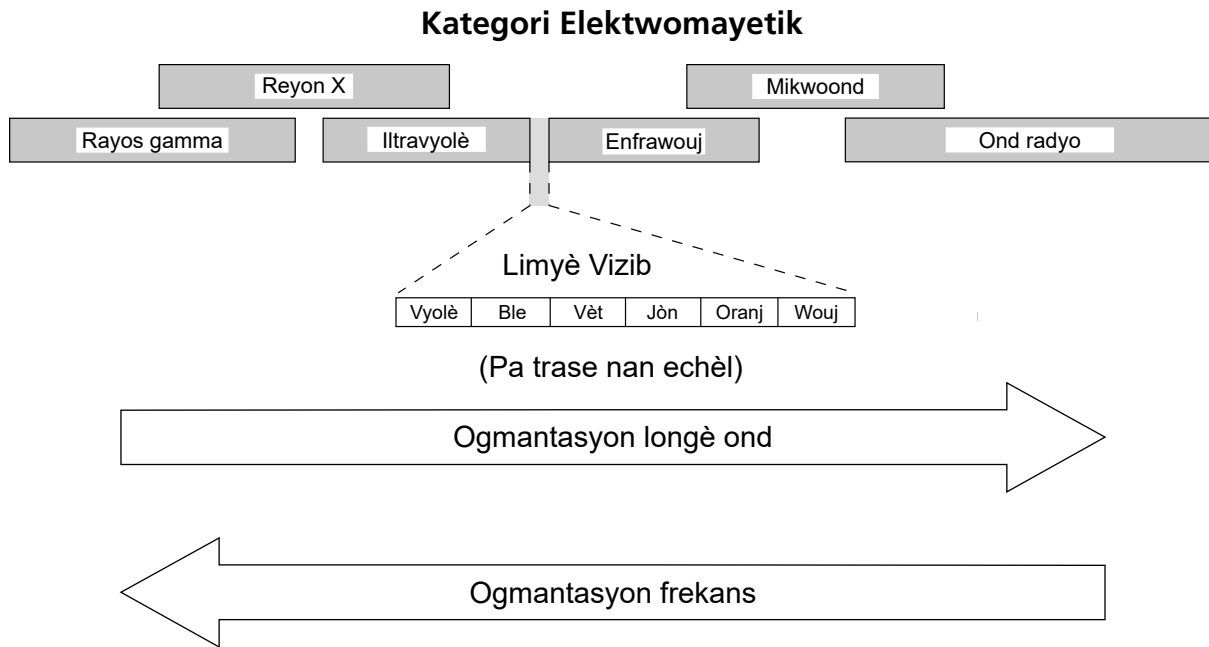 Kategori Elektwomayetik
Reyon X
Mikwoond
Rayos gamma
Iltravyolè
Enfrawouj
Ond radyo
Limyè Vizib
Vyolè
Ble
Vèt
Jòn
Oranj
Wouj
(Pa trase nan echèl)
Ogmantasyon longè ond
Ogmantasyon frekans